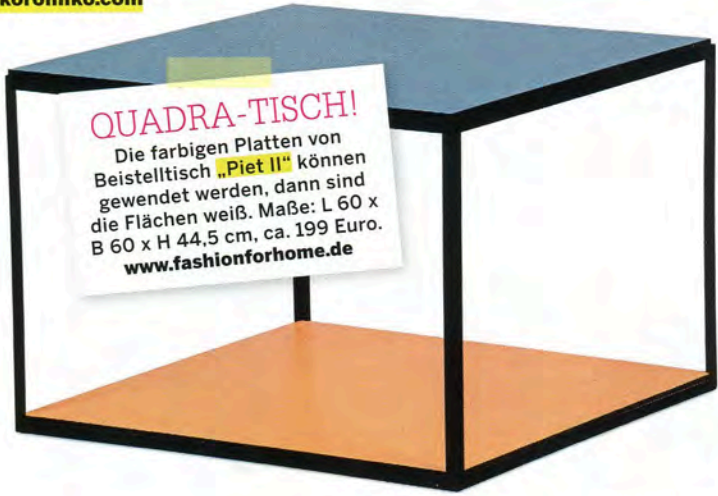 QUADRA-TISCH!
Die farbigen Platten von
Beistelltisch „Piet II“ können
gewendet werden, dann sind
die Flächen weiß. Maße: L 60 x
B 60 x H 44,5 cm, ca. 199 Euro.
www.fashionforhome.de